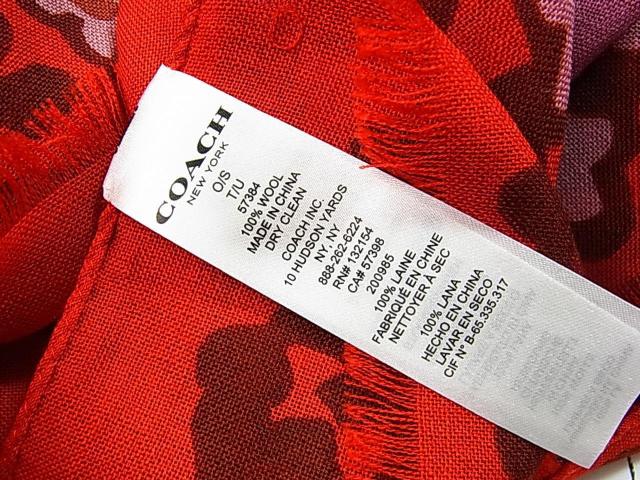 COACH
NEW YORK
O/S
T/U
57384
100% WOOL
MADE IN CHINA
DRY CLEAN
COACH INC.
10 HUDSON YARDS
NY, NY
888-262-6224
RN# 132154
CA# 57398
200985
100% LAINE
FABRIQUÉ EN CHINE
NETTOYER À SEC
100% LANA
HECHO EN CHINA
LAVAR EN SECO
CIF Nº B-65.335.317